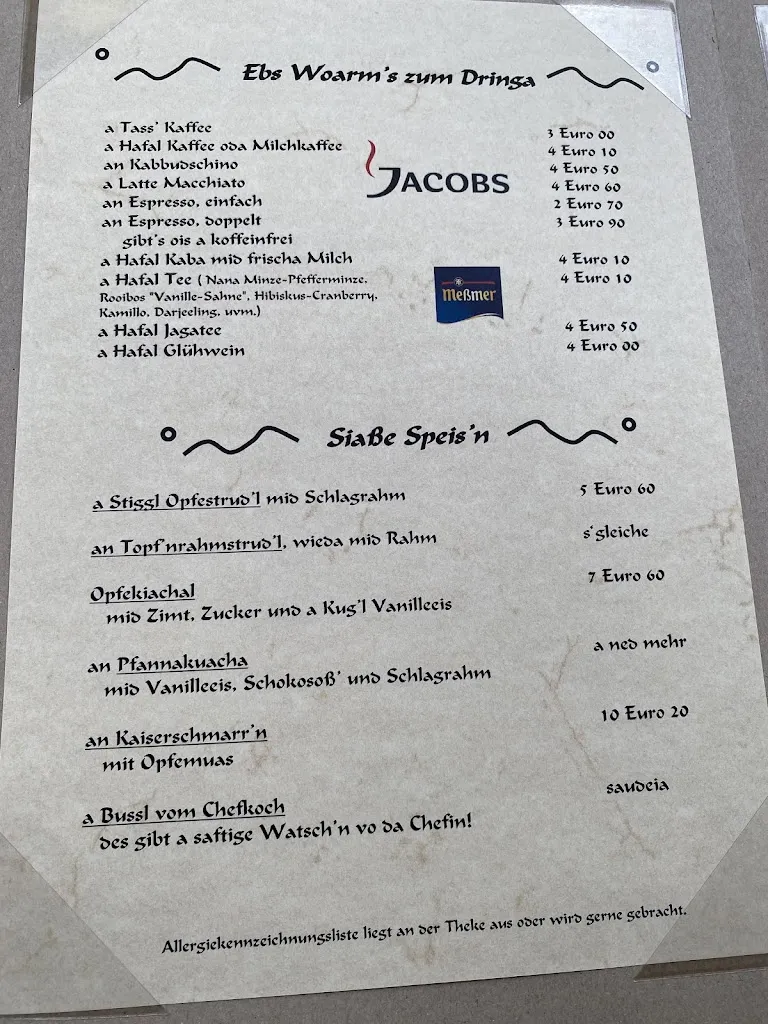 Ebs Woarm's zum Dringa
a Tass' Kaffee 3 Euro 00
a Hafal Kaffee oda Milchkaffee 4 Euro 10
an Kabbudschino 4 Euro 50
a Latte Macchiato 4 Euro 60
an Espresso, einfach 2 Euro 70
an Espresso, doppelt 3 Euro 90
gibt's ois a koffeinfrei
JACOBS
a Hafal Kaba mid frischa Milch 4 Euro 10
a Hafal Tee ( Nana Minze-Pfefferminze, 4 Euro 10
Rooibos "Vanille-Sahne", Hibiskus-Cranberry,
Kamillo, Darjeeling, uvm.)
Meßmer
a Hafal Jagatee 4 Euro 50
a Hafal Glühwein 4 Euro 00
Siaße Speis'n
a Stiggl Opfestrud'l mid Schlagrahm 5 Euro 60
an Topf'nrahmstrud'l, wieda mid Rahm s'gleiche
Opfekiachal 7 Euro 60
mid Zimt, Zucker und a Kug'l Vanilleeis
an Pfannakuacha a ned mehr
mid Vanilleeis, Schokosoß' und Schlagrahm
an Kaiserschmarr'n 10 Euro 20
mit Opfemuas
a Bussl vom Chefkoch saudeia
des gibt a saftige Watsch'n vo da Chefin!
Allergiekennzeichnungsliste liegt an der Theke aus oder wird gerne gebracht.